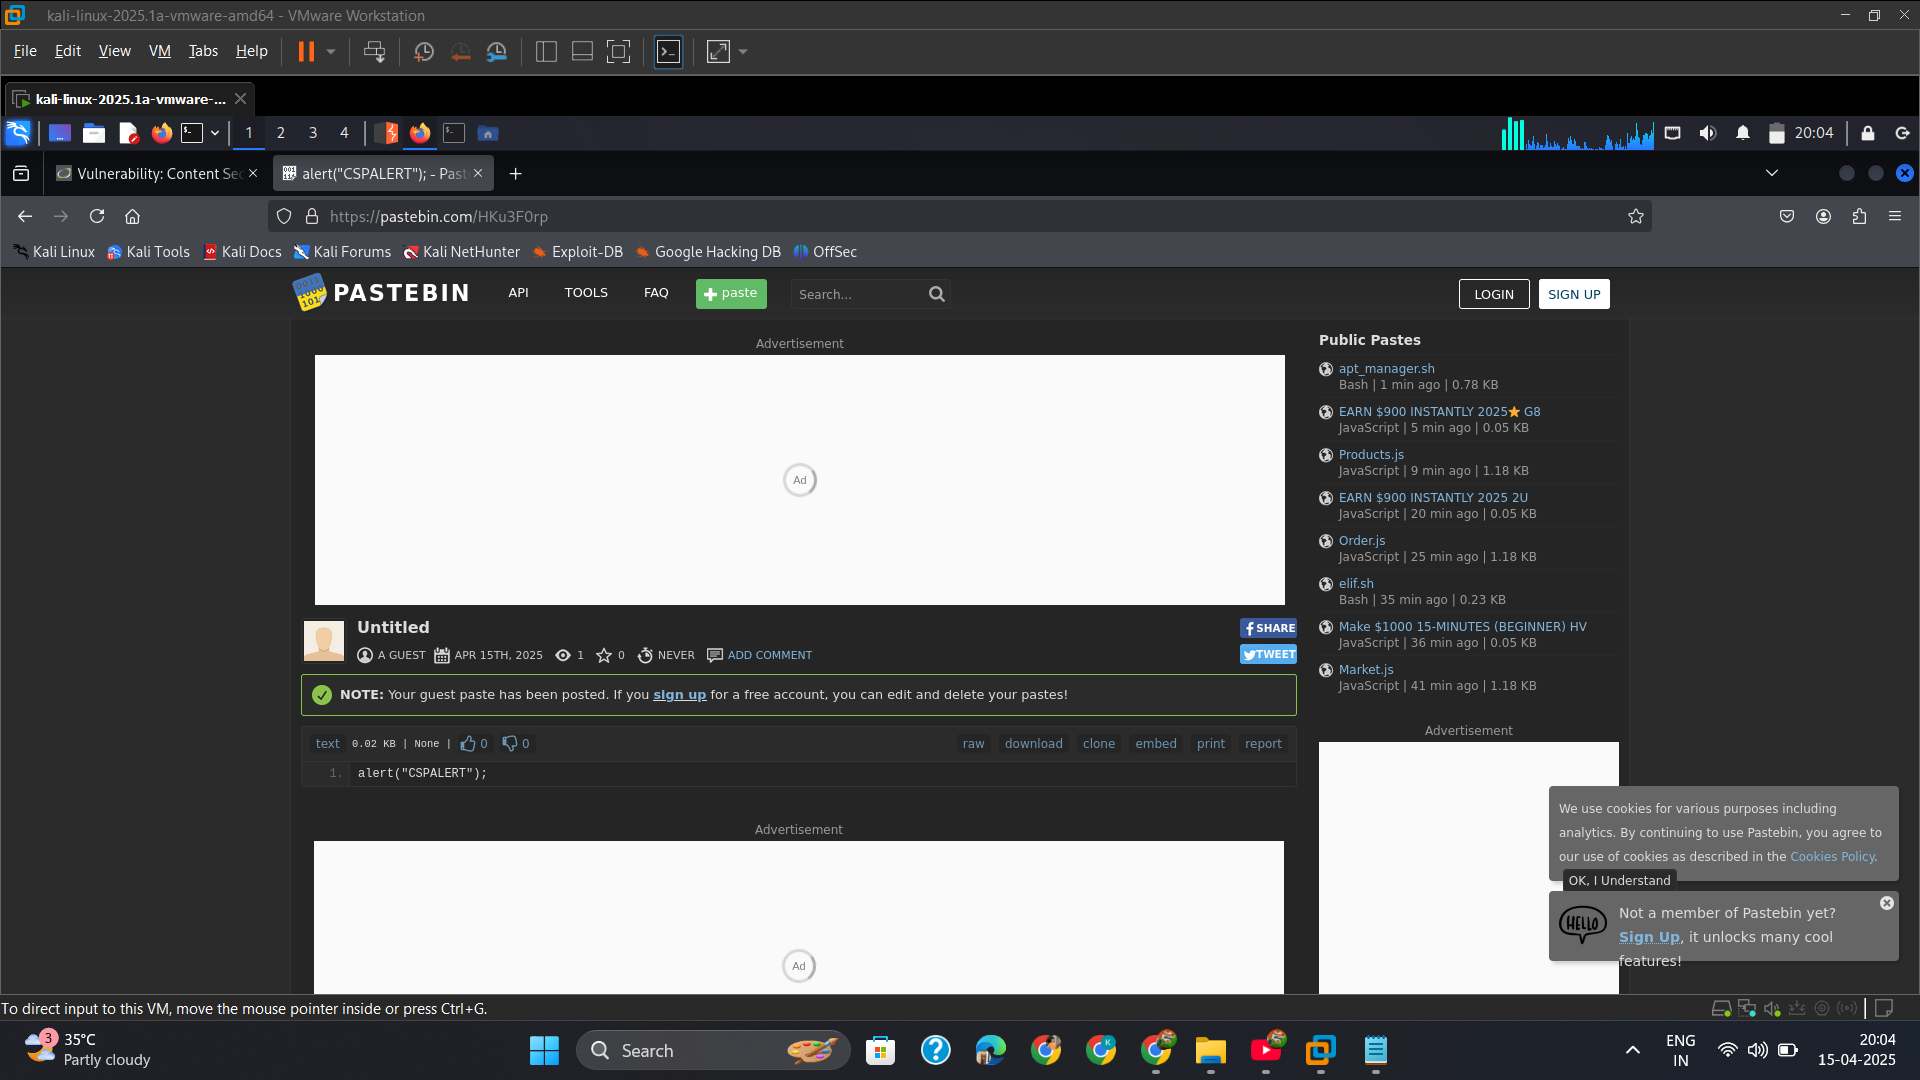 kali-linux-2025.1a-vmware-amd64 - VMware Workstation
File Edit View VM Tabs Help
kali-linux-2025.1a-vmware-...
1 2 3 4
20:04
Vulnerability: Content Sec
alert("CSPALERT"); - Past
https://pastebin.com/HKu3F0rp
Kali Linux Kali Tools Kali Docs Kali Forums Kali NetHunter Exploit-DB Google Hacking DB OffSec
PASTEBIN API TOOLS FAQ + paste Search... LOGIN SIGN UP
Advertisement
Ad
Untitled
SHARE
A GUEST APR 15TH, 2025 1 0 NEVER ADD COMMENT
TWEET
NOTE: Your guest paste has been posted. If you sign up for a free account, you can edit and delete your pastes!
text 0.02 KB | None | 0 0 raw download clone embed print report
1. alert("CSPALERT");
Advertisement
Ad
Public Pastes
apt_manager.sh
Bash | 1 min ago | 0.78 KB
EARN $900 INSTANTLY 2025⭐ G8
JavaScript | 5 min ago | 0.05 KB
Products.js
JavaScript | 9 min ago | 1.18 KB
EARN $900 INSTANTLY 2025 2U
JavaScript | 20 min ago | 0.05 KB
Order.js
JavaScript | 25 min ago | 1.18 KB
elif.sh
Bash | 35 min ago | 0.23 KB
Make $1000 15-MINUTES (BEGINNER) HV
JavaScript | 36 min ago | 0.05 KB
Market.js
JavaScript | 41 min ago | 1.18 KB
Advertisement
We use cookies for various purposes including
analytics. By continuing to use Pastebin, you agree to
our use of cookies as described in the Cookies Policy.
OK, I Understand
HELLO
Not a member of Pastebin yet?
Sign Up, it unlocks many cool
features!
To direct input to this VM, move the mouse pointer inside or press Ctrl+G.
3
35°C
Partly cloudy
Search
ENG
IN
20:04
15-04-2025